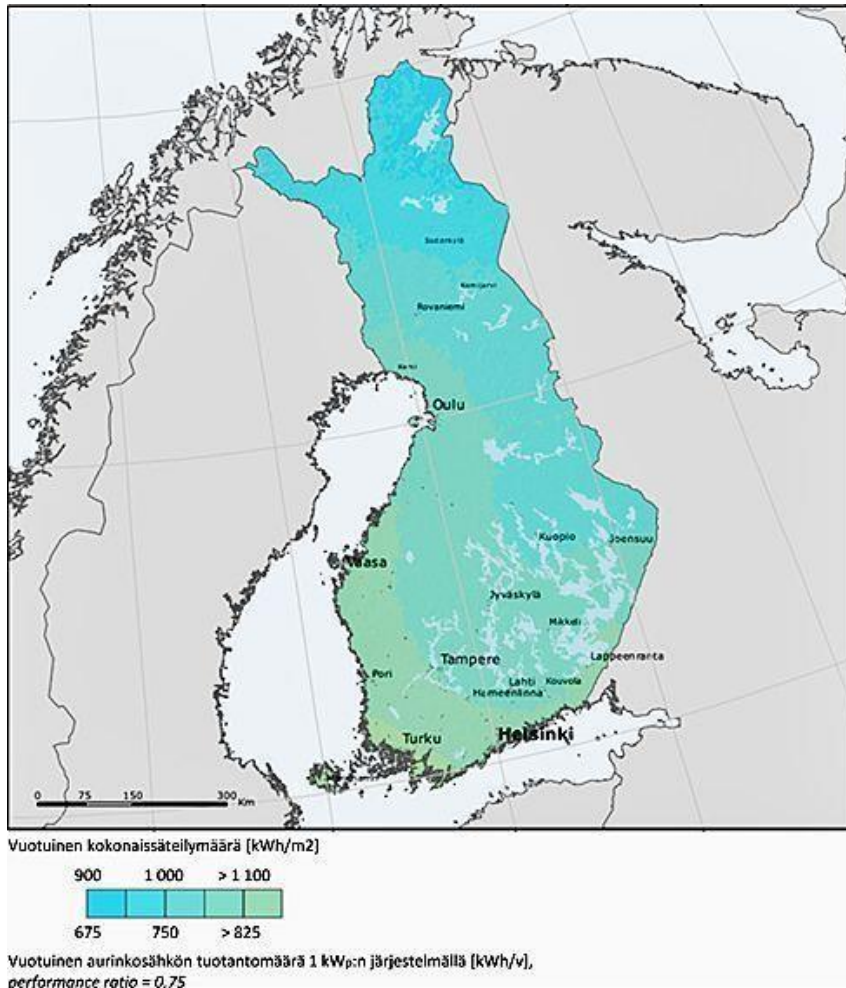 Sodankylä
Kemijärvi
Rovaniemi
Kemi
Oulu
Kuopio
Joensuu
Vaasa
Jyväskylä
Mikkeli
Lappeenranta
Tampere
Pori
Lahti
Kouvola
Hämeenlinna
Helsinki
Turku
0 75 150 300
Km
Vuotuinen kokonaissäteilymäärä [kWh/m2]
900 1 000 > 1 100
675 750 > 825
Vuotuinen aurinkosähkön tuotantomäärä 1 kWp:n järjestelmällä [kWh/v],
performance ratio = 0,75